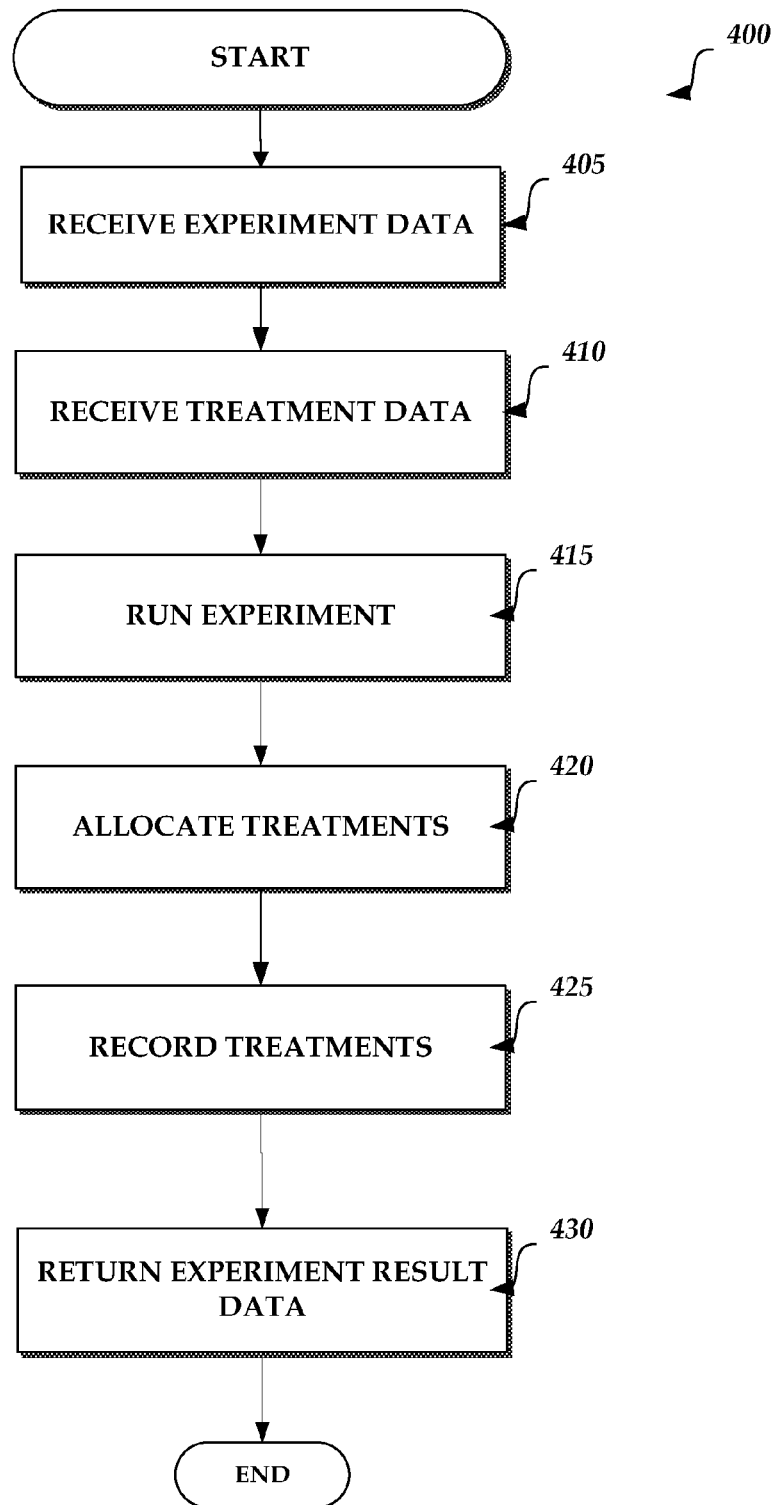 START
400
405
RECEIVE EXPERIMENT DATA
410
RECEIVE TREATMENT DATA
415
RUN EXPERIMENT
420
ALLOCATE TREATMENTS
425
RECORD TREATMENTS
430
RETURN EXPERIMENT RESULT
DATA
END